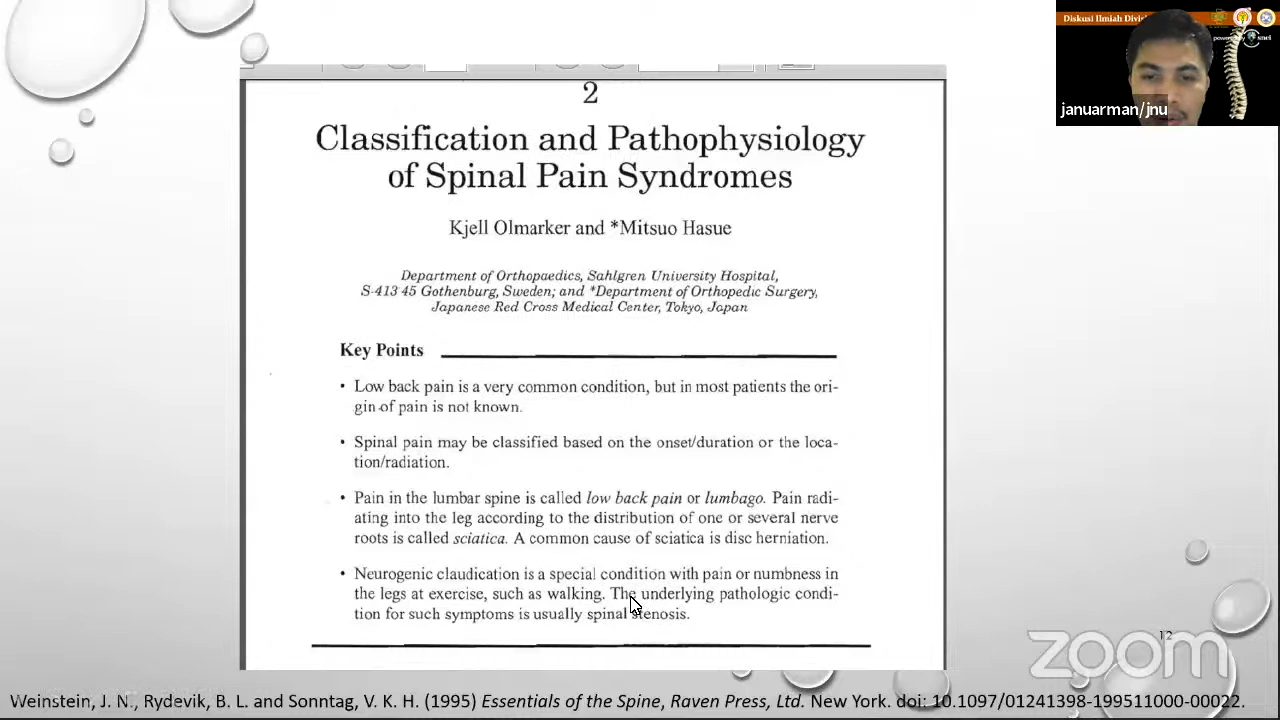 Diskusi Ilmiah Divisi
powered by
januarman/jnu
2
Classification and Pathophysiology
of Spinal Pain Syndromes
Kjell Olmarker and *Mitsuo Hasue
Department of Orthopaedics, Sahlgren University Hospital,
S-413 45 Gothenburg, Sweden; and *Department of Orthopedic Surgery,
Japanese Red Cross Medical Center, Tokyo, Japan
Key Points
• Low back pain is a very common condition, but in most patients the ori-
gin of pain is not known.
• Spinal pain may be classified based on the onset/duration or the loca-
tion/radiation.
• Pain in the lumbar spine is called low back pain or lumbago. Pain radi-
ating into the leg according to the distribution of one or several nerve
roots is called sciatica. A common cause of sciatica is disc herniation.
• Neurogenic claudication is a special condition with pain or numbness in
the legs at exercise, such as walking. The underlying pathologic condi-
tion for such symptoms is usually spinal stenosis.
12
zoom
Weinstein, J. N., Rydevik, B. L. and Sonntag, V. K. H. (1995) Essentials of the Spine, Raven Press, Ltd. New York. doi: 10.1097/01241398-199511000-00022.